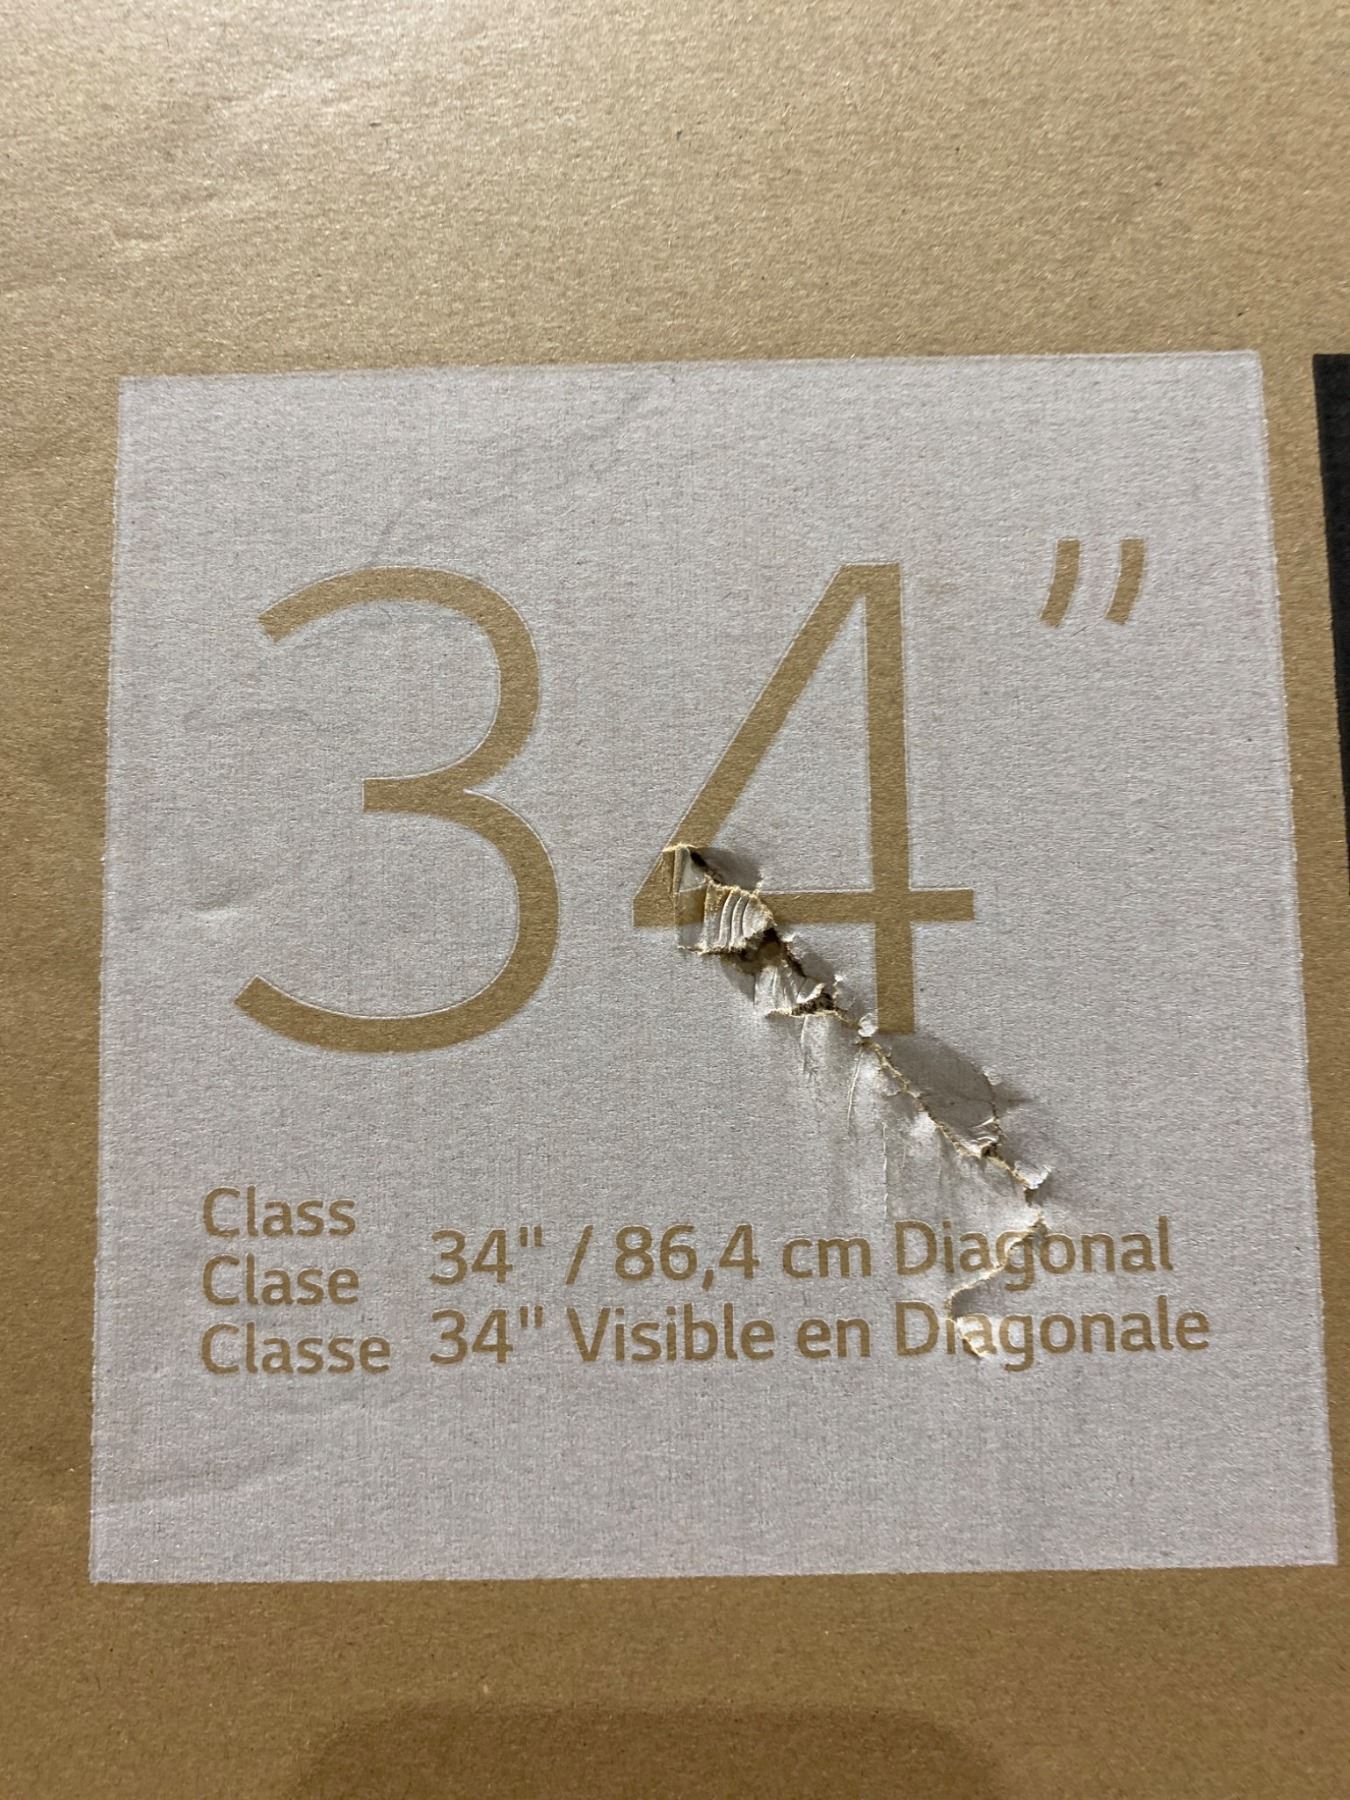 34”
Class
Clase
Classe
34" / 86,4 cm Diagonal
34" Visible en Diagonale